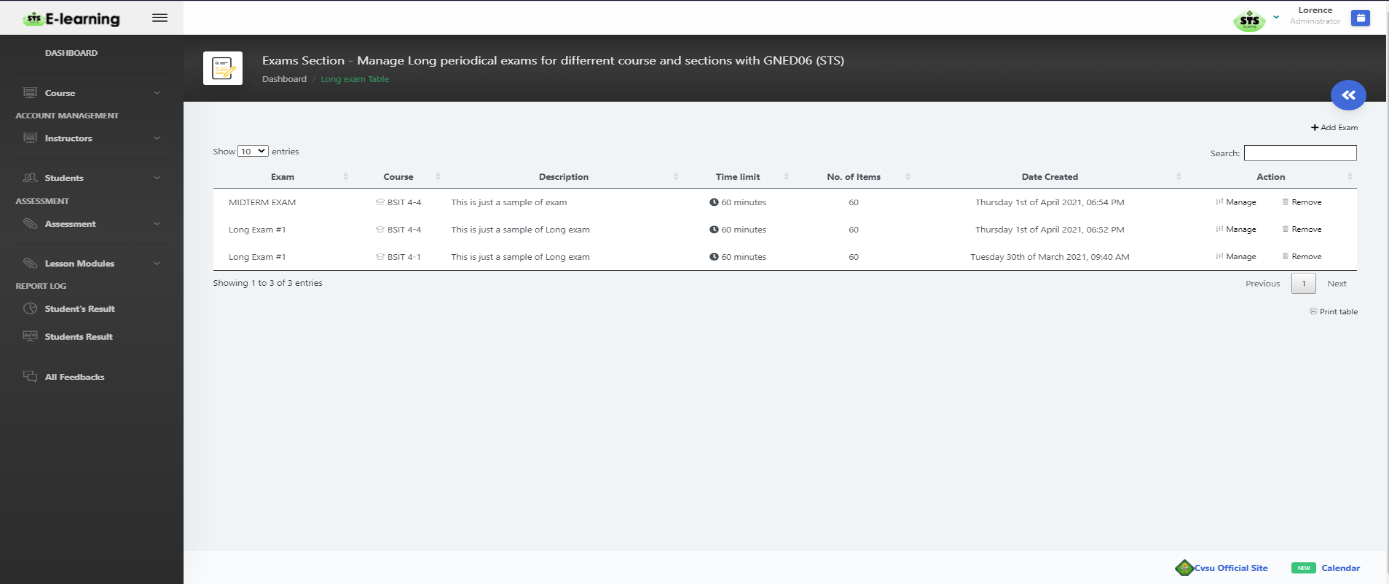 STS E-learning
Lorence
Administrator
STS
DASHBOARD
Course
ACCOUNT MANAGEMENT
Instructors
Students
ASSESSMENT
Assessment
Lesson Modules
REPORT LOG
Student's Result
Students Result
All Feedbacks
Exams Section - Manage Long periodical exams for differrent course and sections with GNED06 (STS)
Dashboard / Long exam Table
Add Exam
Show 10 entries
Search:
Exam Course Description Time limit No. of Items Date Created Action
MIDTERM EXAM BSIT 4-4 This is just a sample of exam 60 minutes 60 Thursday 1st of April 2021, 06:54 PM Manage Remove
Long Exam #1 BSIT 4-4 This is just a sample of Long exam 60 minutes 60 Thursday 1st of April 2021, 06:52 PM Manage Remove
Long Exam #1 BSIT 4-1 This is just a sample of Long exam 60 minutes 60 Tuesday 30th of March 2021, 09:40 AM Manage Remove
Showing 1 to 3 of 3 entries
Previous 1 Next
Print table
STS Cvsu Official Site NEW Calendar